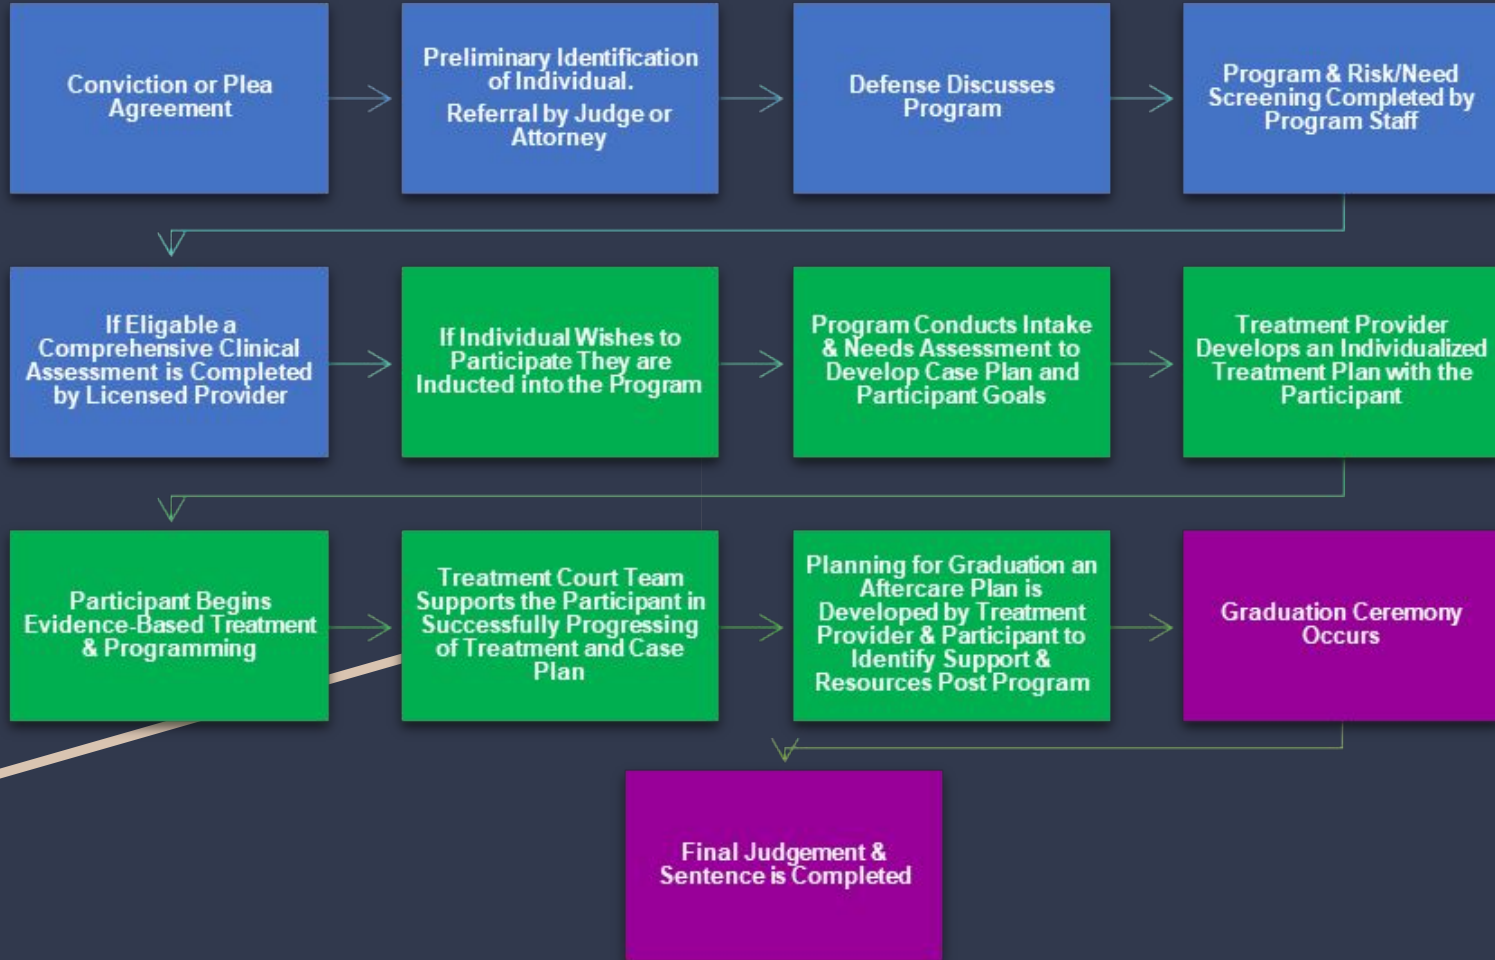 Conviction or Plea
Agreement
Preliminary Identification
of Individual.
Referral by Judge or
Attorney
Defense Discusses
Program
Program & Risk/Need
Screening Completed by
Program Staff
If Eligable a
Comprehensive Clinical
Assessment is Completed
by Licensed Provider
If Individual Wishes to
Participate They are
Inducted into the Program
Program Conducts Intake
& Needs Assessment to
Develop Case Plan and
Participant Goals
Treatment Provider
Develops an Individualized
Treatment Plan with the
Participant
Participant Begins
Evidence-Based Treatment
& Programming
Treatment Court Team
Supports the Participant in
Successfully Progressing
of Treatment and Case
Plan
Planning for Graduation an
Aftercare Plan is
Developed by Treatment
Provider & Participant to
Identify Support &
Resources Post Program
Graduation Ceremony
Occurs
Final Judgement &
Sentence is Completed